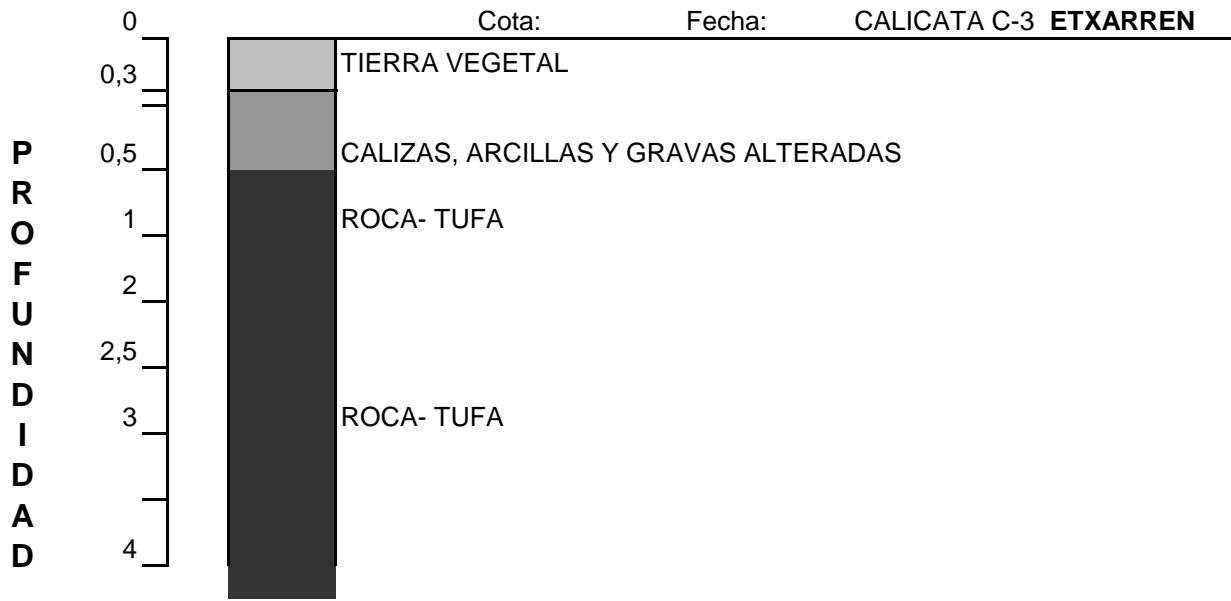 0 Cota: Fecha: CALICATA C-3 ETXARREN
0,3 TIERRA VEGETAL
0,5 CALIZAS, ARCILLAS Y GRAVAS ALTERADAS
1 ROCA- TUFA
2
2,5
3 ROCA- TUFA
4
PROFUNDIDAD